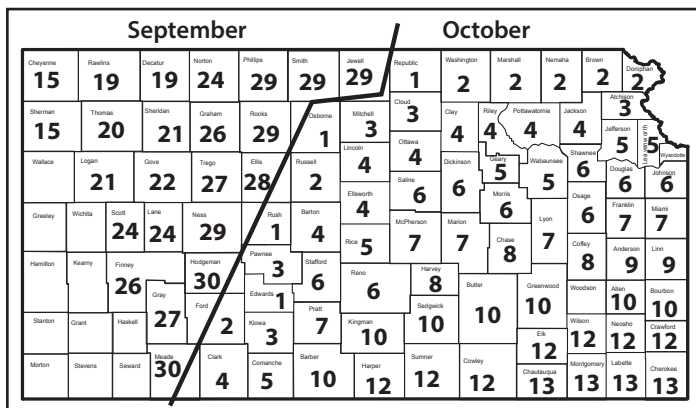 September October
Cheyenne Rawlins Decatur Norton Phillips Smith Jewell Republic Washington Marshall Nemaha Brown Doniphan
15 19 19 24 29 29 29 1 2 2 2 2 2
Atchison
3
Sherman Thomas Sheridan Graham Rooks Osborne Mitchell Cloud Clay Riley Pottawatomie Jackson Jefferson Leavenworth Wyandotte
15 20 21 26 29 1 3 3 4 4 4 4 5 5
Wallace Logan Gove Trego Ellis Russell Lincoln Ottawa Dickinson Geary Wabaunsee Shawnee Douglas Johnson
21 22 27 28 2 4 4 6 5 5 6 6 6
Ellsworth Saline Morris Osage Franklin Miami
4 6 6 6 7 7
Greeley Wichita Scott Lane Ness Rush Barton Rice McPherson Marion Chase Lyon Coffey Anderson Linn
24 24 29 1 4 5 7 7 8 7 8 9 9
Hamilton Kearny Finney Hodgeman Pawnee Stafford Reno Harvey Butler Greenwood Woodson Allen Bourbon
26 30 3 6 6 8 10 10 10 10
Gray Ford Edwards Pratt Kingman Sedgwick Elk Wilson Neosho Crawford
27 2 1 7 10 10 12 12 12 12
Stanton Grant Haskell Kiowa
3
Morton Stevens Seward Meade Clark Comanche Barber Harper Sumner Cowley Chautauqua Montgomery Labette Cherokee
30 4 5 10 12 12 12 13 13 13 13